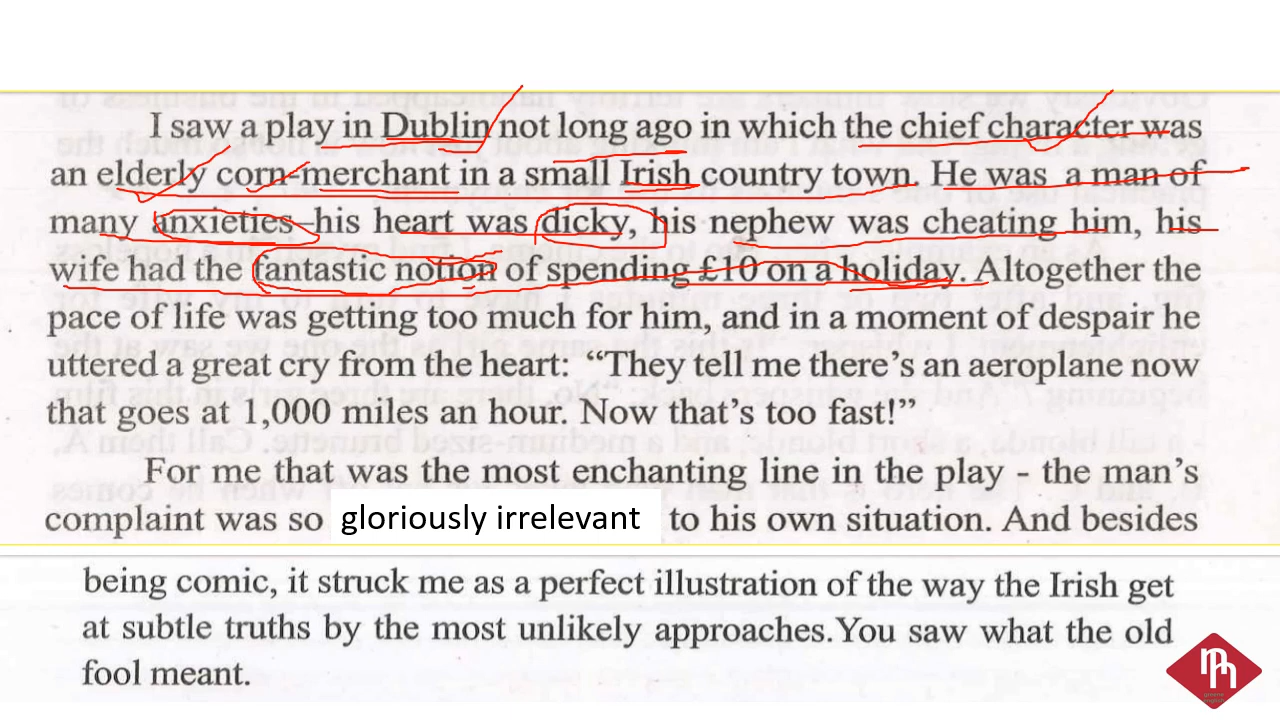 I saw a play in Dublin not long ago in which the chief character was
an elderly corn-merchant in a small Irish country town. He was a man of
many anxieties–his heart was dicky, his nephew was cheating him, his
wife had the fantastic notion of spending £10 on a holiday. Altogether the
pace of life was getting too much for him, and in a moment of despair he
uttered a great cry from the heart: “They tell me there’s an aeroplane now
that goes at 1,000 miles an hour. Now that’s too fast!”
For me that was the most enchanting line in the play - the man’s
complaint was so gloriously irrelevant to his own situation. And besides
being comic, it struck me as a perfect illustration of the way the Irish get
at subtle truths by the most unlikely approaches.You saw what the old
fool meant.